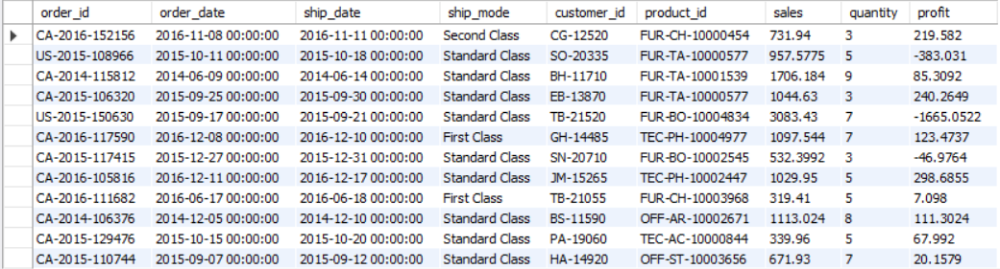 order_id order_date ship_date ship_mode customer_id product_id sales quantity profit
CA-2016-152156 2016-11-08 00:00:00 2016-11-11 00:00:00 Second Class CG-12520 FUR-CH-10000454 731.94 3 219.582
US-2015-108966 2015-10-11 00:00:00 2015-10-18 00:00:00 Standard Class SO-20335 FUR-TA-10000577 957.5775 5 -383.031
CA-2014-115812 2014-06-09 00:00:00 2014-06-14 00:00:00 Standard Class BH-11710 FUR-TA-10001539 1706.184 9 85.3092
CA-2015-106320 2015-09-25 00:00:00 2015-09-30 00:00:00 Standard Class EB-13870 FUR-TA-10000577 1044.63 3 240.2649
US-2015-150630 2015-09-17 00:00:00 2015-09-21 00:00:00 Standard Class TB-21520 FUR-BO-10004834 3083.43 7 -1665.0522
CA-2016-117590 2016-12-08 00:00:00 2016-12-10 00:00:00 First Class GH-14485 TEC-PH-10004977 1097.544 7 123.4737
CA-2015-117415 2015-12-27 00:00:00 2015-12-31 00:00:00 Standard Class SN-20710 FUR-BO-10002545 532.3992 3 -46.9764
CA-2016-105816 2016-12-11 00:00:00 2016-12-17 00:00:00 Standard Class JM-15265 TEC-PH-10002447 1029.95 5 298.6855
CA-2016-111682 2016-06-17 00:00:00 2016-06-18 00:00:00 First Class TB-21055 FUR-CH-10003968 319.41 5 7.098
CA-2014-106376 2014-12-05 00:00:00 2014-12-10 00:00:00 Standard Class BS-11590 OFF-AR-10002671 1113.024 8 111.3024
CA-2015-129476 2015-10-15 00:00:00 2015-10-20 00:00:00 Standard Class PA-19060 TEC-AC-10000844 339.96 5 67.992
CA-2015-110744 2015-09-07 00:00:00 2015-09-12 00:00:00 Standard Class HA-14920 OFF-ST-10003656 671.93 7 20.1579